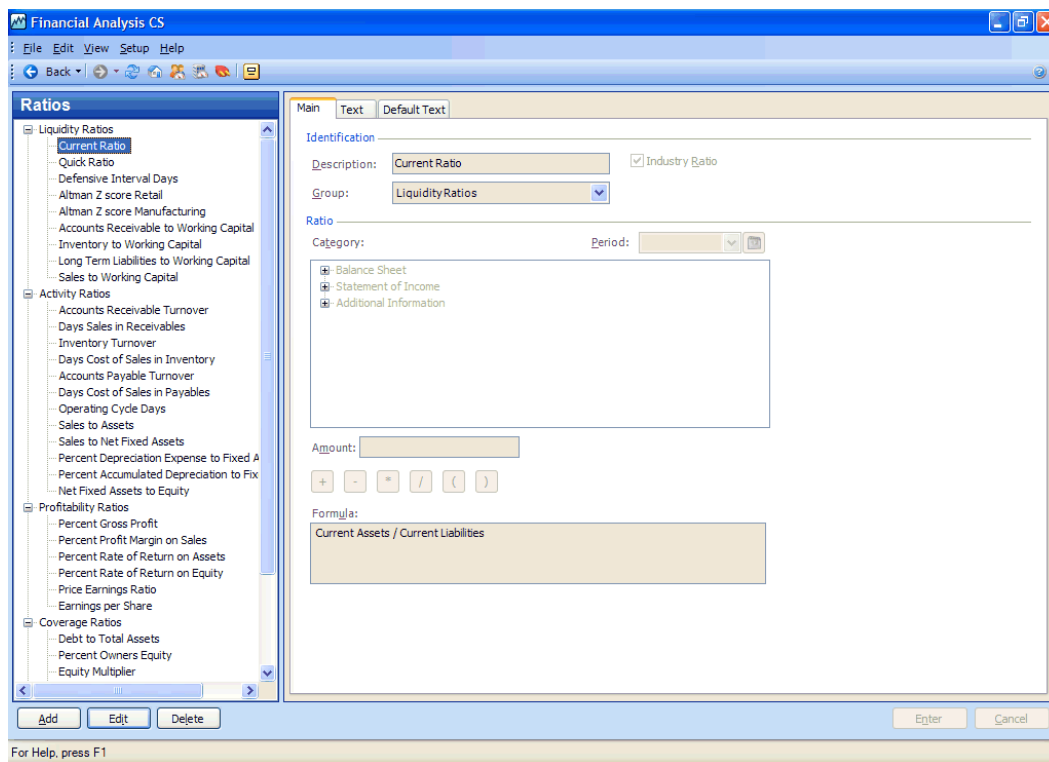 Financial Analysis CS
File Edit View Setup Help
Back
Ratios
Liquidity Ratios
Current Ratio
Quick Ratio
Defensive Interval Days
Altman Z score Retail
Altman Z score Manufacturing
Accounts Receivable to Working Capital
Inventory to Working Capital
Long Term Liabilities to Working Capital
Sales to Working Capital
Activity Ratios
Accounts Receivable Turnover
Days Sales in Receivables
Inventory Turnover
Days Cost of Sales in Inventory
Accounts Payable Turnover
Days Cost of Sales in Payables
Operating Cycle Days
Sales to Assets
Sales to Net Fixed Assets
Percent Depreciation Expense to Fixed A
Percent Accumulated Depreciation to Fix
Net Fixed Assets to Equity
Profitability Ratios
Percent Gross Profit
Percent Profit Margin on Sales
Percent Rate of Return on Assets
Percent Rate of Return on Equity
Price Earnings Ratio
Earnings per Share
Coverage Ratios
Debt to Total Assets
Percent Owners Equity
Equity Multiplier
Main Text Default Text
Identification
Description: Current Ratio Industry Ratio
Group: Liquidity Ratios
Ratio
Category: Period:
Balance Sheet
Statement of Income
Additional Information
Amount:
+ - * / ( )
Formula:
Current Assets / Current Liabilities
Add Edit Delete Enter Cancel
For Help, press F1